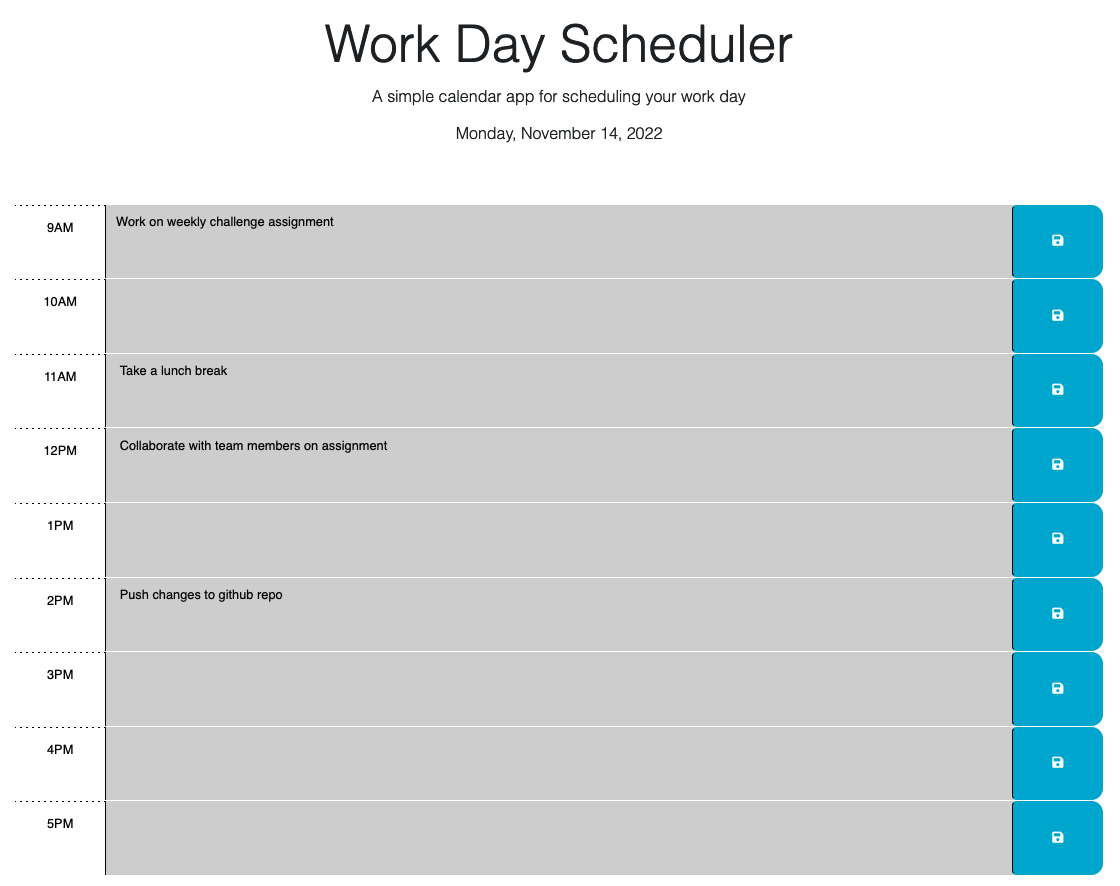 Work Day Scheduler
A simple calendar app for scheduling your work day
Monday, November 14, 2022
9AM
Work on weekly challenge assignment
10AM
11AM
Take a lunch break
12PM
Collaborate with team members on assignment
1PM
2PM
Push changes to github repo
3PM
4PM
5PM